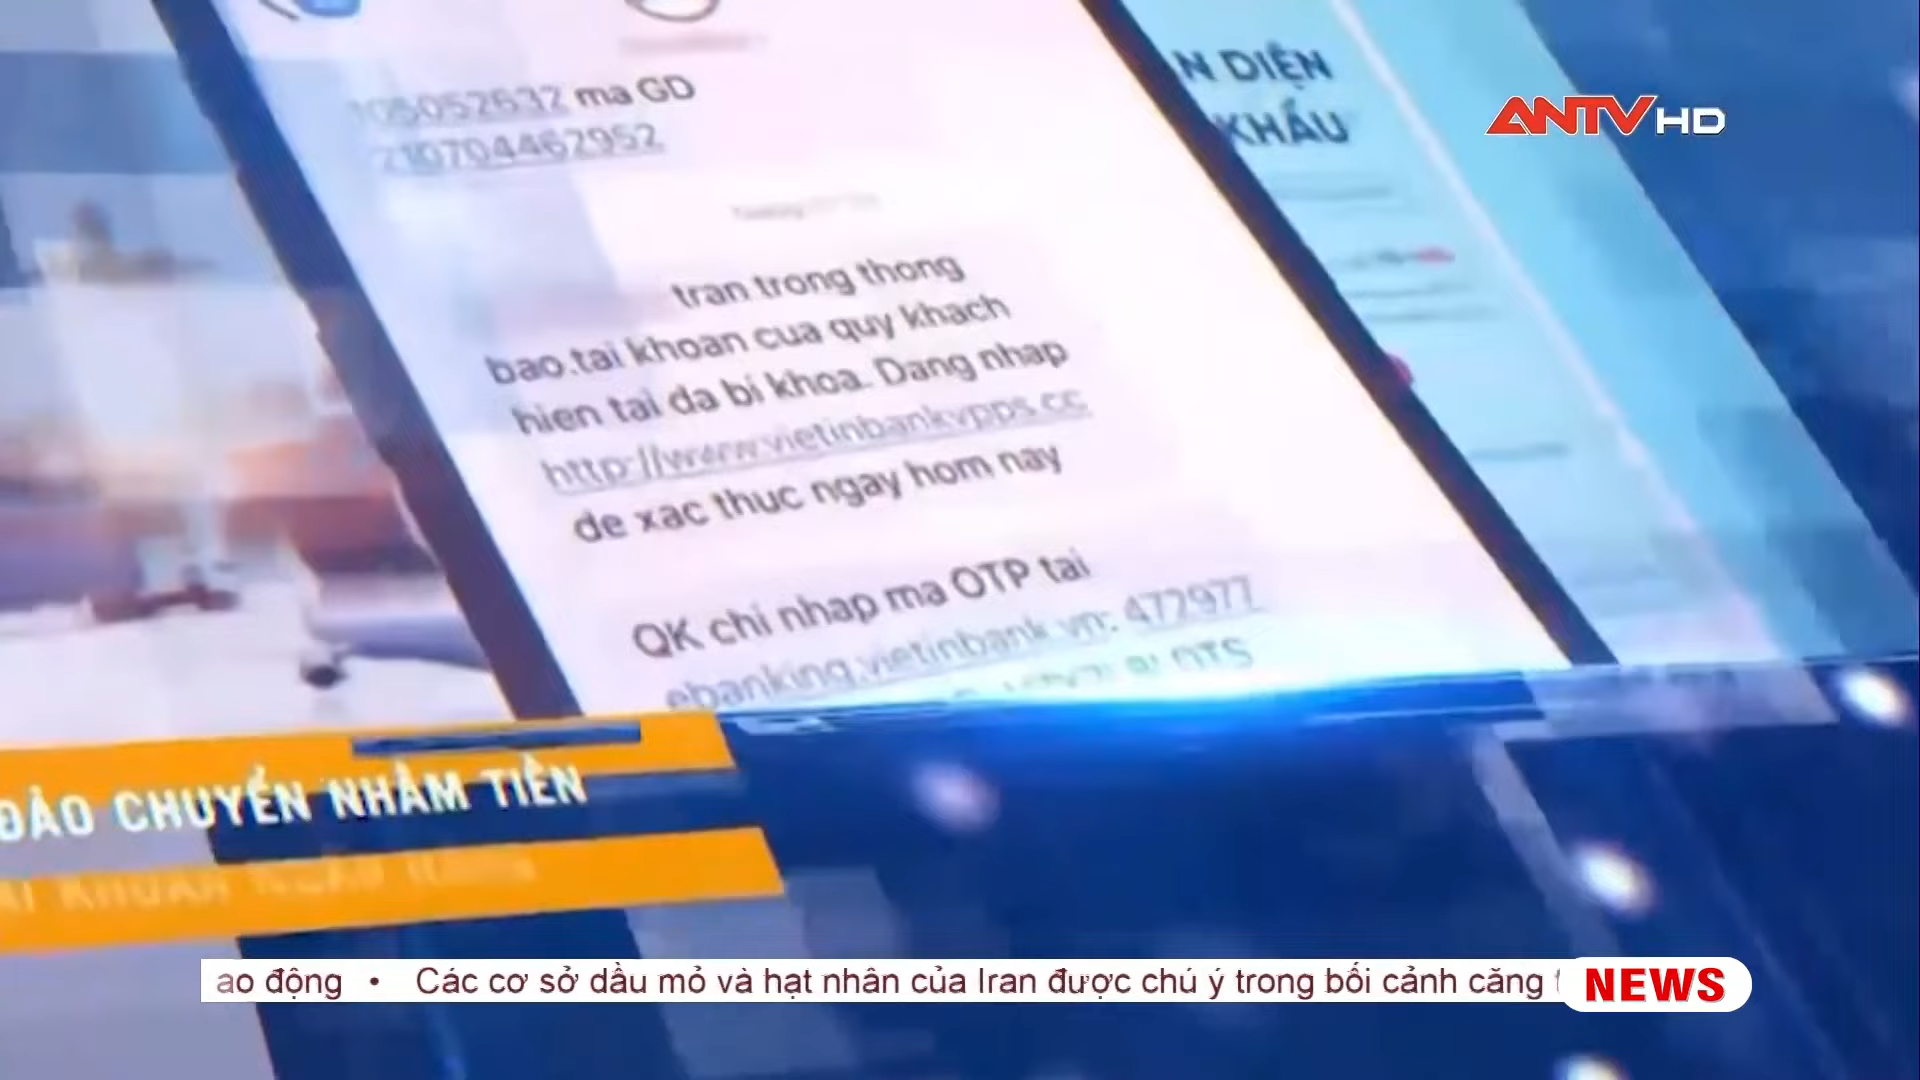 105052632 ma GD
210704462952
tran trong thong
bao.tai khoan cua quy khach
hien tai da bi khoa. Dang nhap
http://www.vietinbankvpps.cc
de xac thuc ngay hom nay
QK chi nhap ma OTP tai
ebanking.vietinbank.vn: 472977
N DIỆN
KHẨU
ANTV HD
ĐẢO CHUYỂN NHẦM TIỀN
ao động • Các cơ sở dầu mỏ và hạt nhân của Iran được chú ý trong bối cảnh căng
NEWS